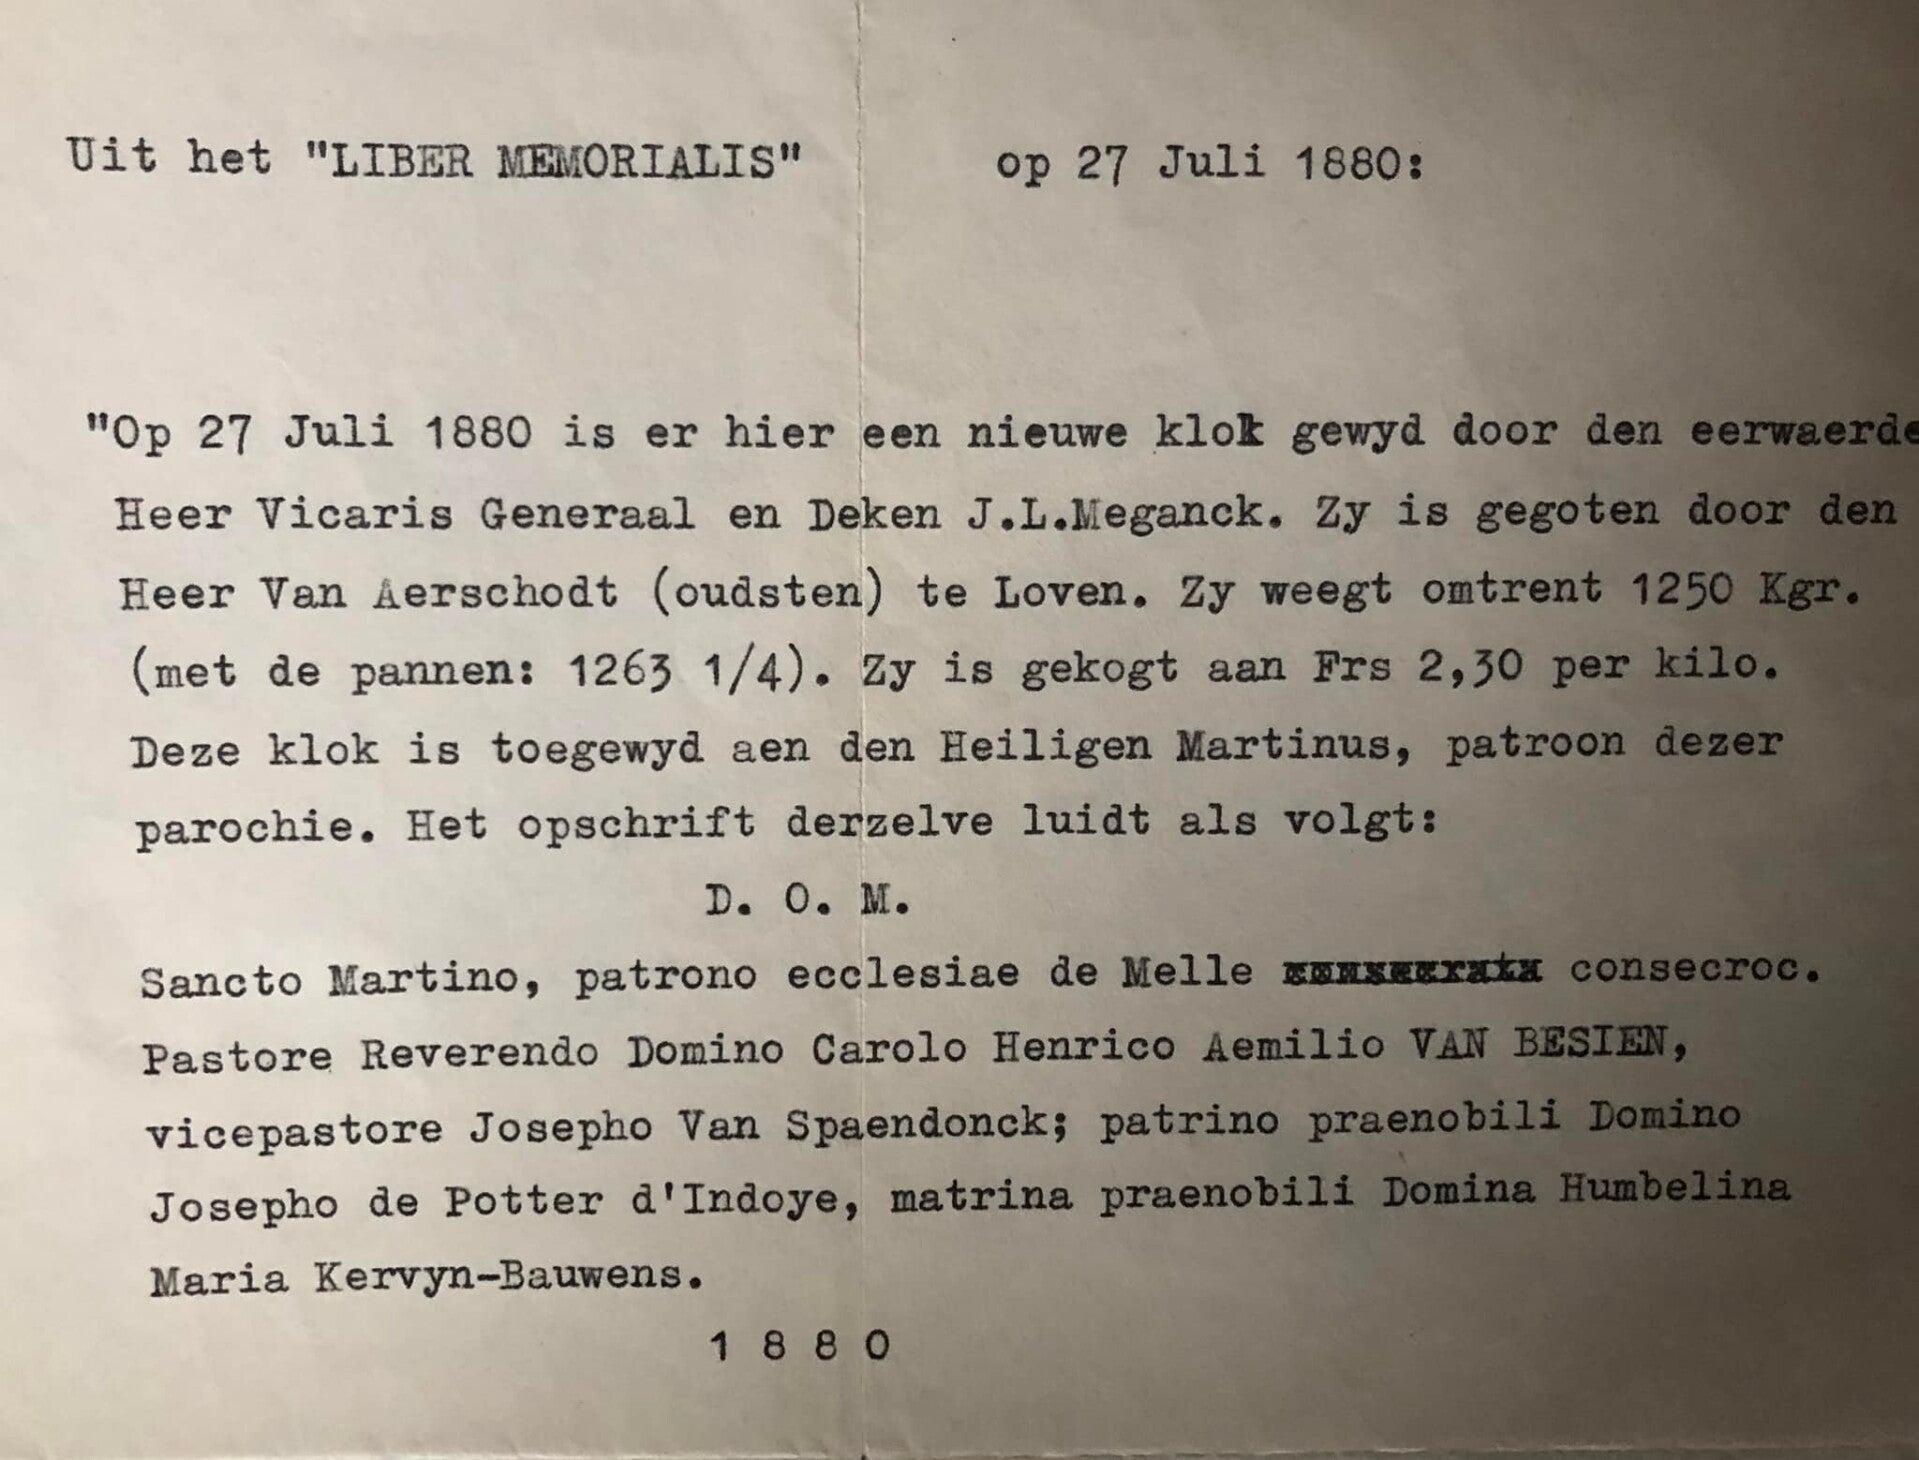 Uit het "LIBER MEMORIALIS" op 27 Juli 1880:
"Op 27 Juli 1880 is er hier een nieuwe klok gewyd door den eerwaerde
Heer Vicaris Generaal en Deken J.L.Meganck. Zy is gegoten door den
Heer Van Aerschodt (oudsten) te Loven. Zy weegt omtrent 1250 Kgr.
(met de pannen: 1263 1/4). Zy is gekogt aan Frs 2,30 per kilo.
Deze klok is toegewyd aen den Heiligen Martinus, patroon dezer
parochie. Het opschrift derzelve luidt als volgt:
D. O. M.
Sancto Martino, patrono ecclesiae de Melle consecroc.
Pastore Reverendo Domino Carolo Henrico Aemilio VAN BESIEN,
vicepastore Josepho Van Spaendonck; patrino praenobili Domino
Josepho de Potter d'Indoye, matrina praenobili Domina Humbelina
Maria Kervyn-Bauwens.
1 8 8 0